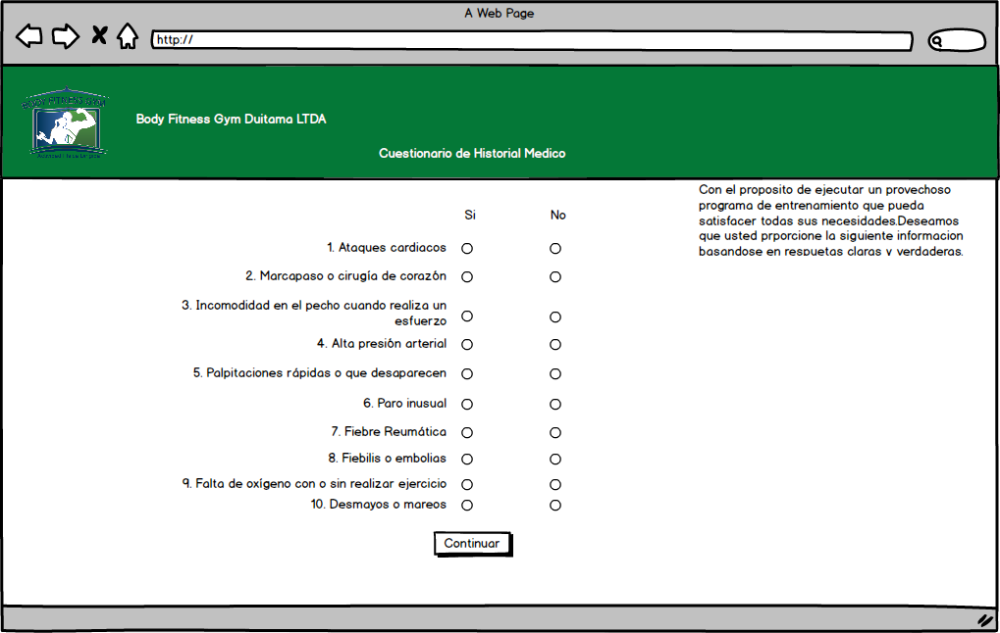 A Web Page
http://
BODY FITNESS GYM
Body Fitness Gym Duitama LTDA
Cuestionario de Historial Medico
Con el proposito de ejecutar un provechoso
programa de entrenamiento que pueda
satisfacer todas sus necesidades.Deseamos
que usted prporcione la siguiente informacion
basandose en respuetas claras y verdaderas.
Si No
1. Ataques cardiacos
2. Marcapaso o cirugía de corazón
3. Incomodidad en el pecho cuando realiza un
esfuerzo
4. Alta presión arterial
5. Palpitaciones rápidas o que desaparecen
6. Paro inusual
7. Fiebre Reumática
8. Fiebilis o embolias
9. Falta de oxígeno con o sin realizar ejercicio
10. Desmayos o mareos
Continuar